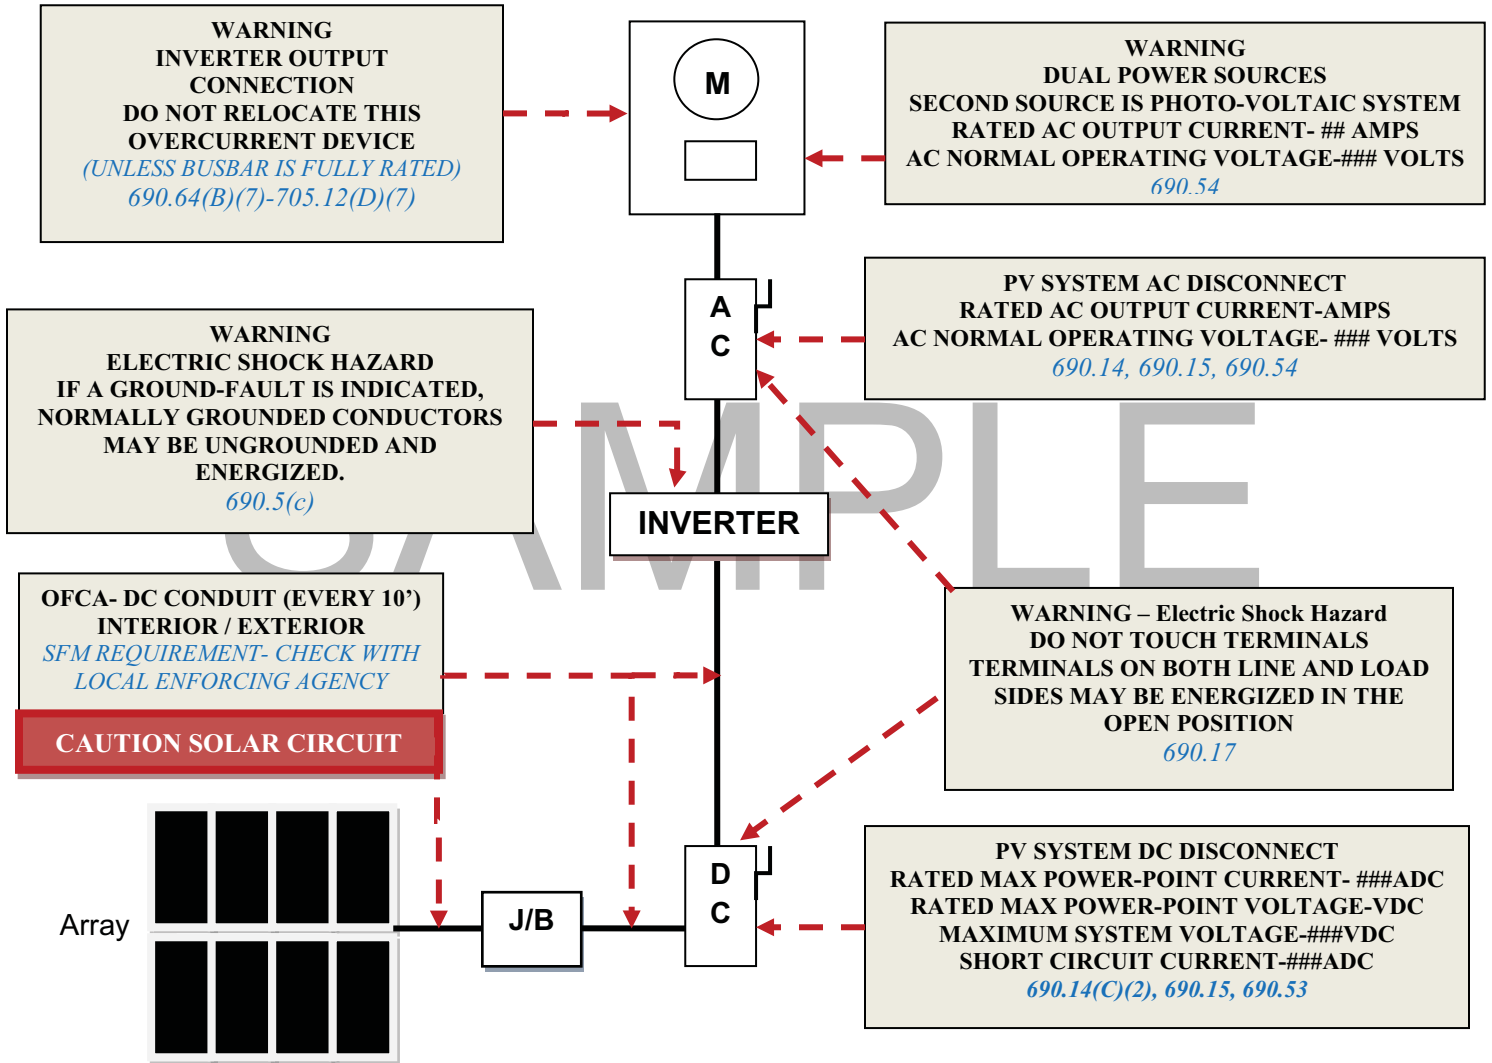 WARNING
INVERTER OUTPUT
CONNECTION
DO NOT RELOCATE THIS
OVERCURRENT DEVICE
(UNLESS BUSBAR IS FULLY RATED)
690.64(B)(7)-705.12(D)(7)
M
WARNING
DUAL POWER SOURCES
SECOND SOURCE IS PHOTO-VOLTAIC SYSTEM
RATED AC OUTPUT CURRENT- ## AMPS
AC NORMAL OPERATING VOLTAGE-### VOLTS
690.54
A
C
PV SYSTEM AC DISCONNECT
RATED AC OUTPUT CURRENT-AMPS
AC NORMAL OPERATING VOLTAGE- ### VOLTS
690.14, 690.15, 690.54
WARNING
ELECTRIC SHOCK HAZARD
IF A GROUND-FAULT IS INDICATED,
NORMALLY GROUNDED CONDUCTORS
MAY BE UNGROUNDED AND
ENERGIZED.
690.5(c)
SAMPLE
INVERTER
OFCA- DC CONDUIT (EVERY 10’)
INTERIOR / EXTERIOR
SFM REQUIREMENT- CHECK WITH
LOCAL ENFORCING AGENCY
CAUTION SOLAR CIRCUIT
WARNING – Electric Shock Hazard
DO NOT TOUCH TERMINALS
TERMINALS ON BOTH LINE AND LOAD
SIDES MAY BE ENERGIZED IN THE
OPEN POSITION
690.17
Array
J/B
D
C
PV SYSTEM DC DISCONNECT
RATED MAX POWER-POINT CURRENT- ###ADC
RATED MAX POWER-POINT VOLTAGE-VDC
MAXIMUM SYSTEM VOLTAGE-###VDC
SHORT CIRCUIT CURRENT-###ADC
690.14(C)(2), 690.15, 690.53